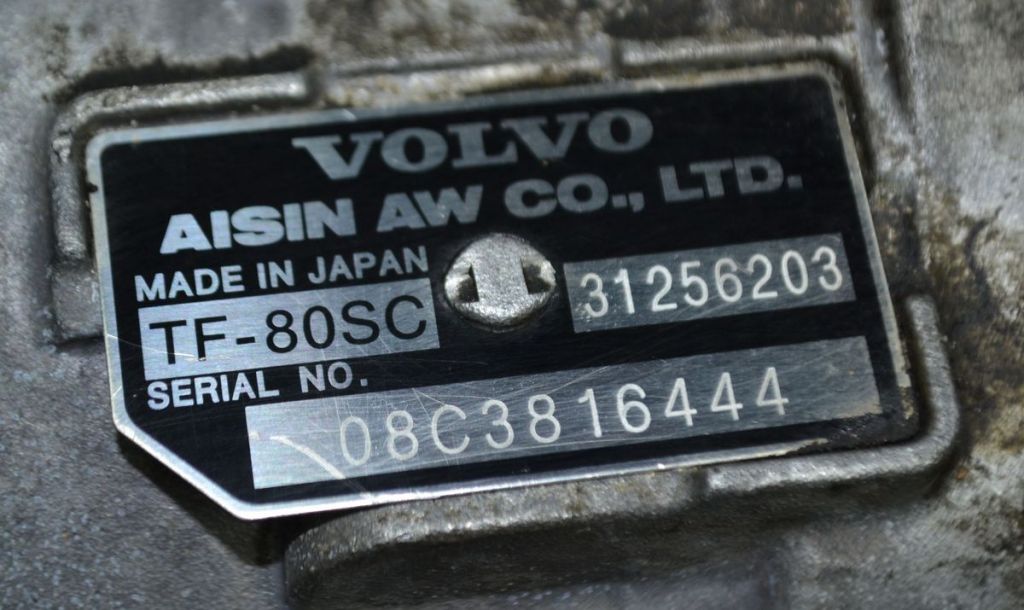 VOLVO
AISIN AW CO., LTD.
MADE IN JAPAN
TF-80SC 31256203
SERIAL NO.
08C3816444